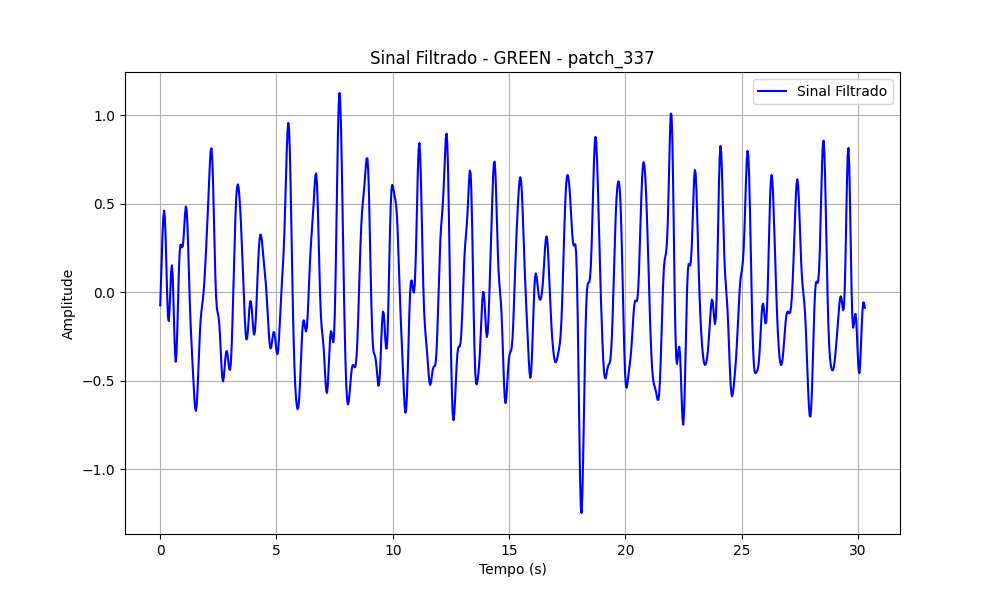 Sinal Filtrado - GREEN - patch_337
Sinal Filtrado
Amplitude
1.0
0.5
0.0
−0.5
−1.0
0 5 10 15 20 25 30
Tempo (s)